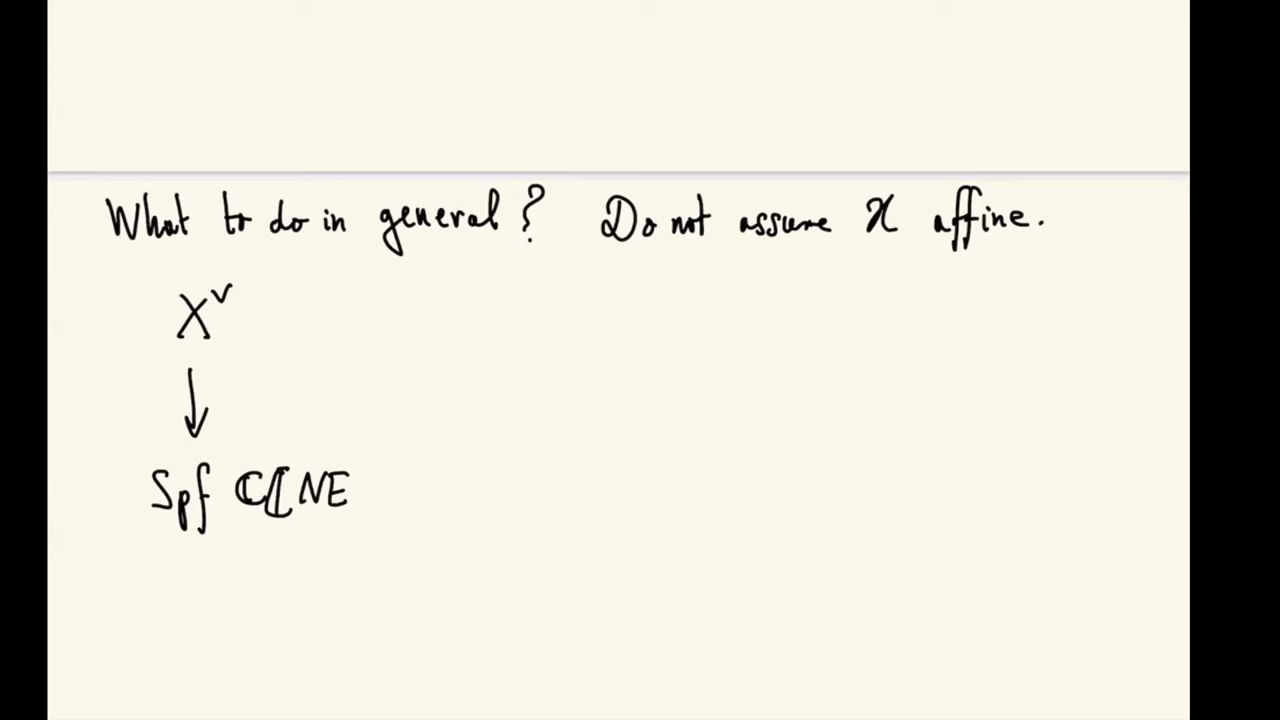 What to do in general? Do not assume X affine.
X^v
↓
Spf ℂ⟦NE